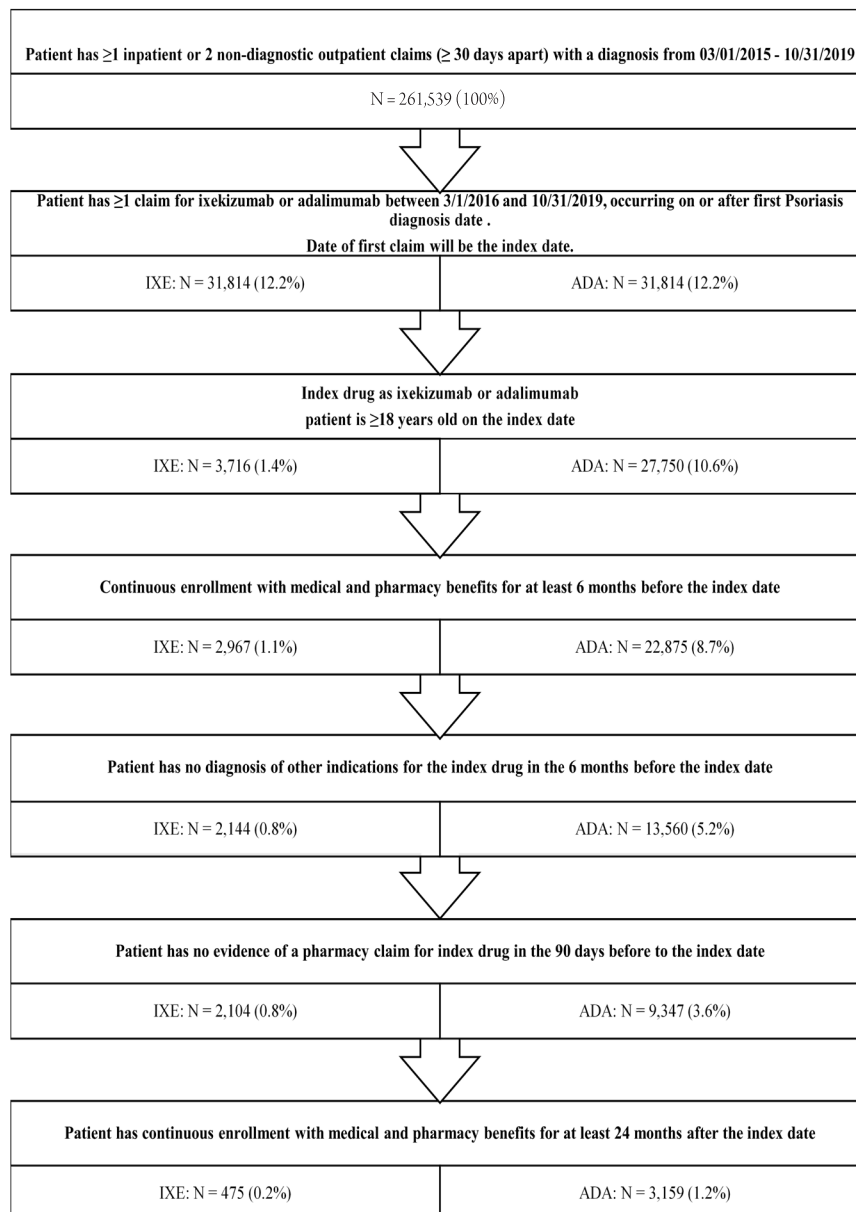 Patient has ≥1 inpatient or 2 non-diagnostic outpatient claims (≥ 30 days apart) with a diagnosis from 03/01/2015 - 10/31/2019
N = 261,539 (100%)
Patient has ≥1 claim for ixekizumab or adalimumab between 3/1/2016 and 10/31/2019, occurring on or after first Psoriasis
diagnosis date .
Date of first claim will be the index date.
IXE: N = 31,814 (12.2%) ADA: N = 31,814 (12.2%)
Index drug as ixekizumab or adalimumab
patient is ≥18 years old on the index date
IXE: N = 3,716 (1.4%) ADA: N = 27,750 (10.6%)
Continuous enrollment with medical and pharmacy benefits for at least 6 months before the index date
IXE: N = 2,967 (1.1%) ADA: N = 22,875 (8.7%)
Patient has no diagnosis of other indications for the index drug in the 6 months before the index date
IXE: N = 2,144 (0.8%) ADA: N = 13,560 (5.2%)
Patient has no evidence of a pharmacy claim for index drug in the 90 days before to the index date
IXE: N = 2,104 (0.8%) ADA: N = 9,347 (3.6%)
Patient has continuous enrollment with medical and pharmacy benefits for at least 24 months after the index date
IXE: N = 475 (0.2%) ADA: N = 3,159 (1.2%)